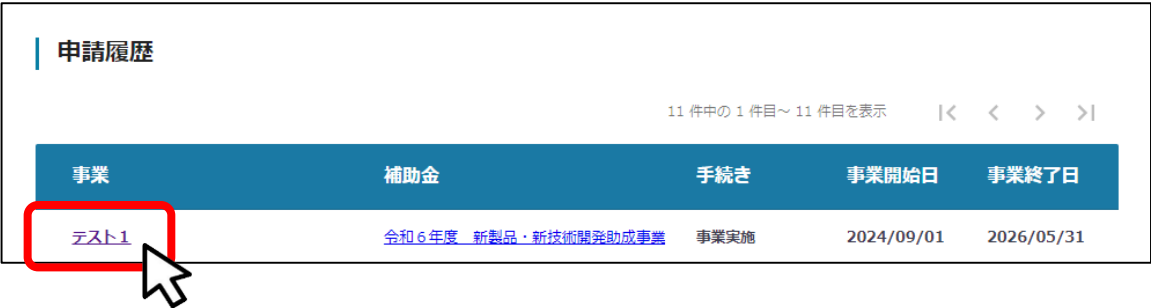 申請履歴
11 件中の 1 件目～ 11 件目を表示
事業 補助金 手続き 事業開始日 事業終了日
テスト1 令和６年度　新製品・新技術開発助成事業 事業実施 2024/09/01 2026/05/31